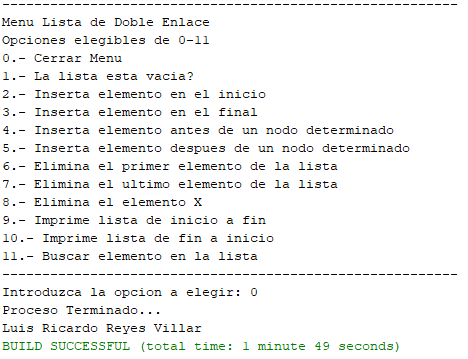 ---------------------------------------------------------
Menu Lista de Doble Enlace
Opciones elegibles de 0-11
0.- Cerrar Menu
1.- La lista esta vacia?
2.- Inserta elemento en el inicio
3.- Inserta elemento en el final
4.- Inserta elemento antes de un nodo determinado
5.- Inserta elemento despues de un nodo determinado
6.- Elimina el primer elemento de la lista
7.- Elimina el ultimo elemento de la lista
8.- Elimina el elemento X
9.- Imprime lista de inicio a fin
10.- Imprime lista de fin a inicio
11.- Buscar elemento en la lista
---------------------------------------------------------
Introduzca la opcion a elegir: 0
Proceso Terminado...
Luis Ricardo Reyes Villar
BUILD SUCCESSFUL (total time: 1 minute 49 seconds)